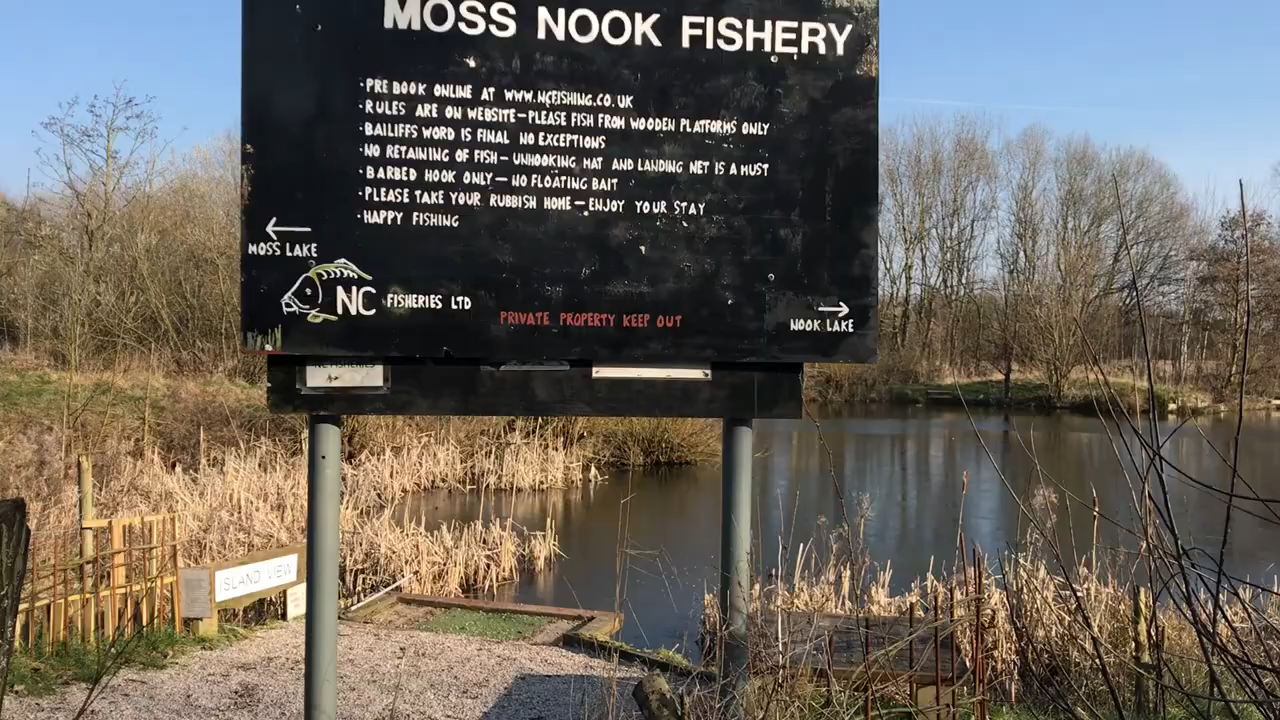 MOSS NOOK FISHERY
·PRE BOOK ONLINE AT WWW.NCFISHING.CO.UK
·RULES ARE ON WEBSITE-PLEASE FISH FROM WOODEN PLATFORMS ONLY
·BAILIFFS WORD IS FINAL NO EXCEPTIONS
·NO RETAINING OF FISH-UNHOOKING MAT AND LANDING NET IS A MUST
·BARBED HOOK ONLY-NO FLOATING BAIT
·PLEASE TAKE YOUR RUBBISH HOME-ENJOY YOUR STAY
·HAPPY FISHING
← MOSS LAKE
NC FISHERIES LTD
PRIVATE PROPERTY KEEP OUT
→ NOOK LAKE
NC FISHERIES
ISLAND VIEW